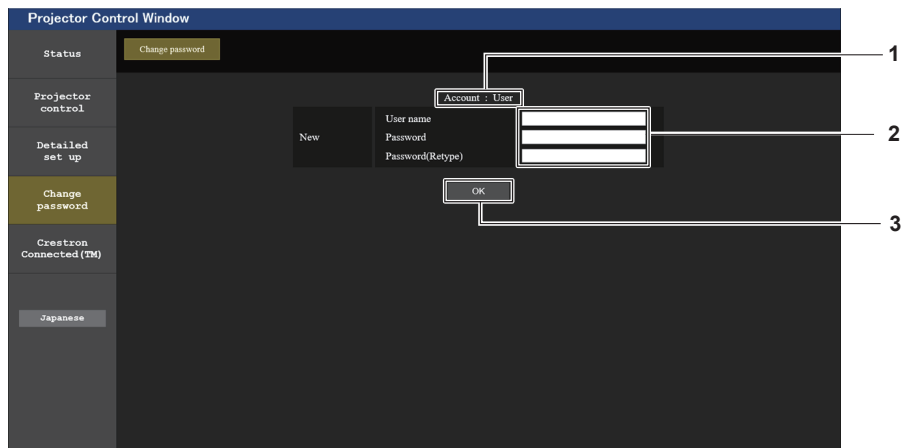 Projector Control Window
Status
Change password
1
Projector
control
Account : User
User name
2
New
Password
Detailed
set up
Password(Retype)
Change
password
OK
3
Crestron
Connected(TM)
Japanese